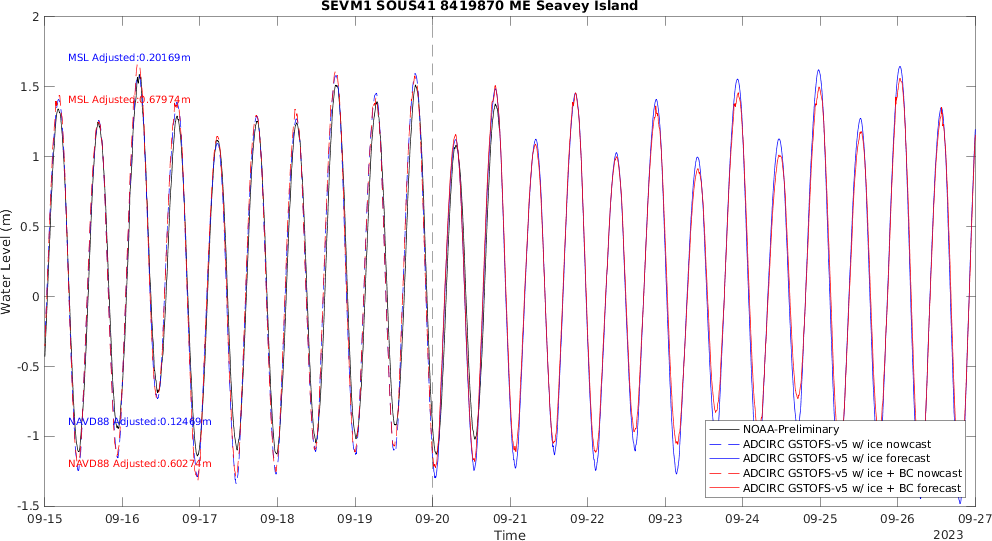 SEVM1 SOUS41 8419870 ME Seavey Island
2
1.5
1
0.5
0
-0.5
-1
-1.5
Water Level (m)
MSL Adjusted:0.20169m
MSL Adjusted:0.67974m
NAVD88 Adjusted:0.12469m
NAVD88 Adjusted:0.60274m
NOAA-Preliminary
ADCIRC GSTOFS-v5 w/ ice nowcast
ADCIRC GSTOFS-v5 w/ ice forecast
ADCIRC GSTOFS-v5 w/ ice + BC nowcast
ADCIRC GSTOFS-v5 w/ ice + BC forecast
09-15 09-16 09-17 09-18 09-19 09-20 09-21 09-22 09-23 09-24 09-25 09-26 09-27
Time
2023